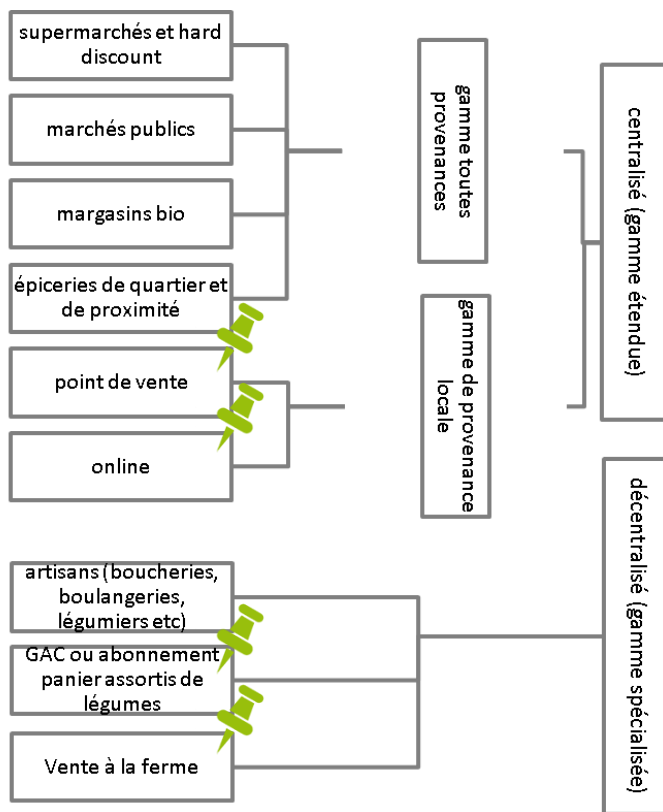 supermarchés et hard
discount
marchés publics
margasins bio
épiceries de quartier et
de proximité
point de vente
online
artisans (boucheries,
boulangeries,
légumiers etc)
GAC ou abonnement
panier assortis de
légumes
Vente à la ferme
gamme toutes
provenances
gamme de provenance
locale
centralisé (gamme étendue)
décentralisé (gamme spécialisée)